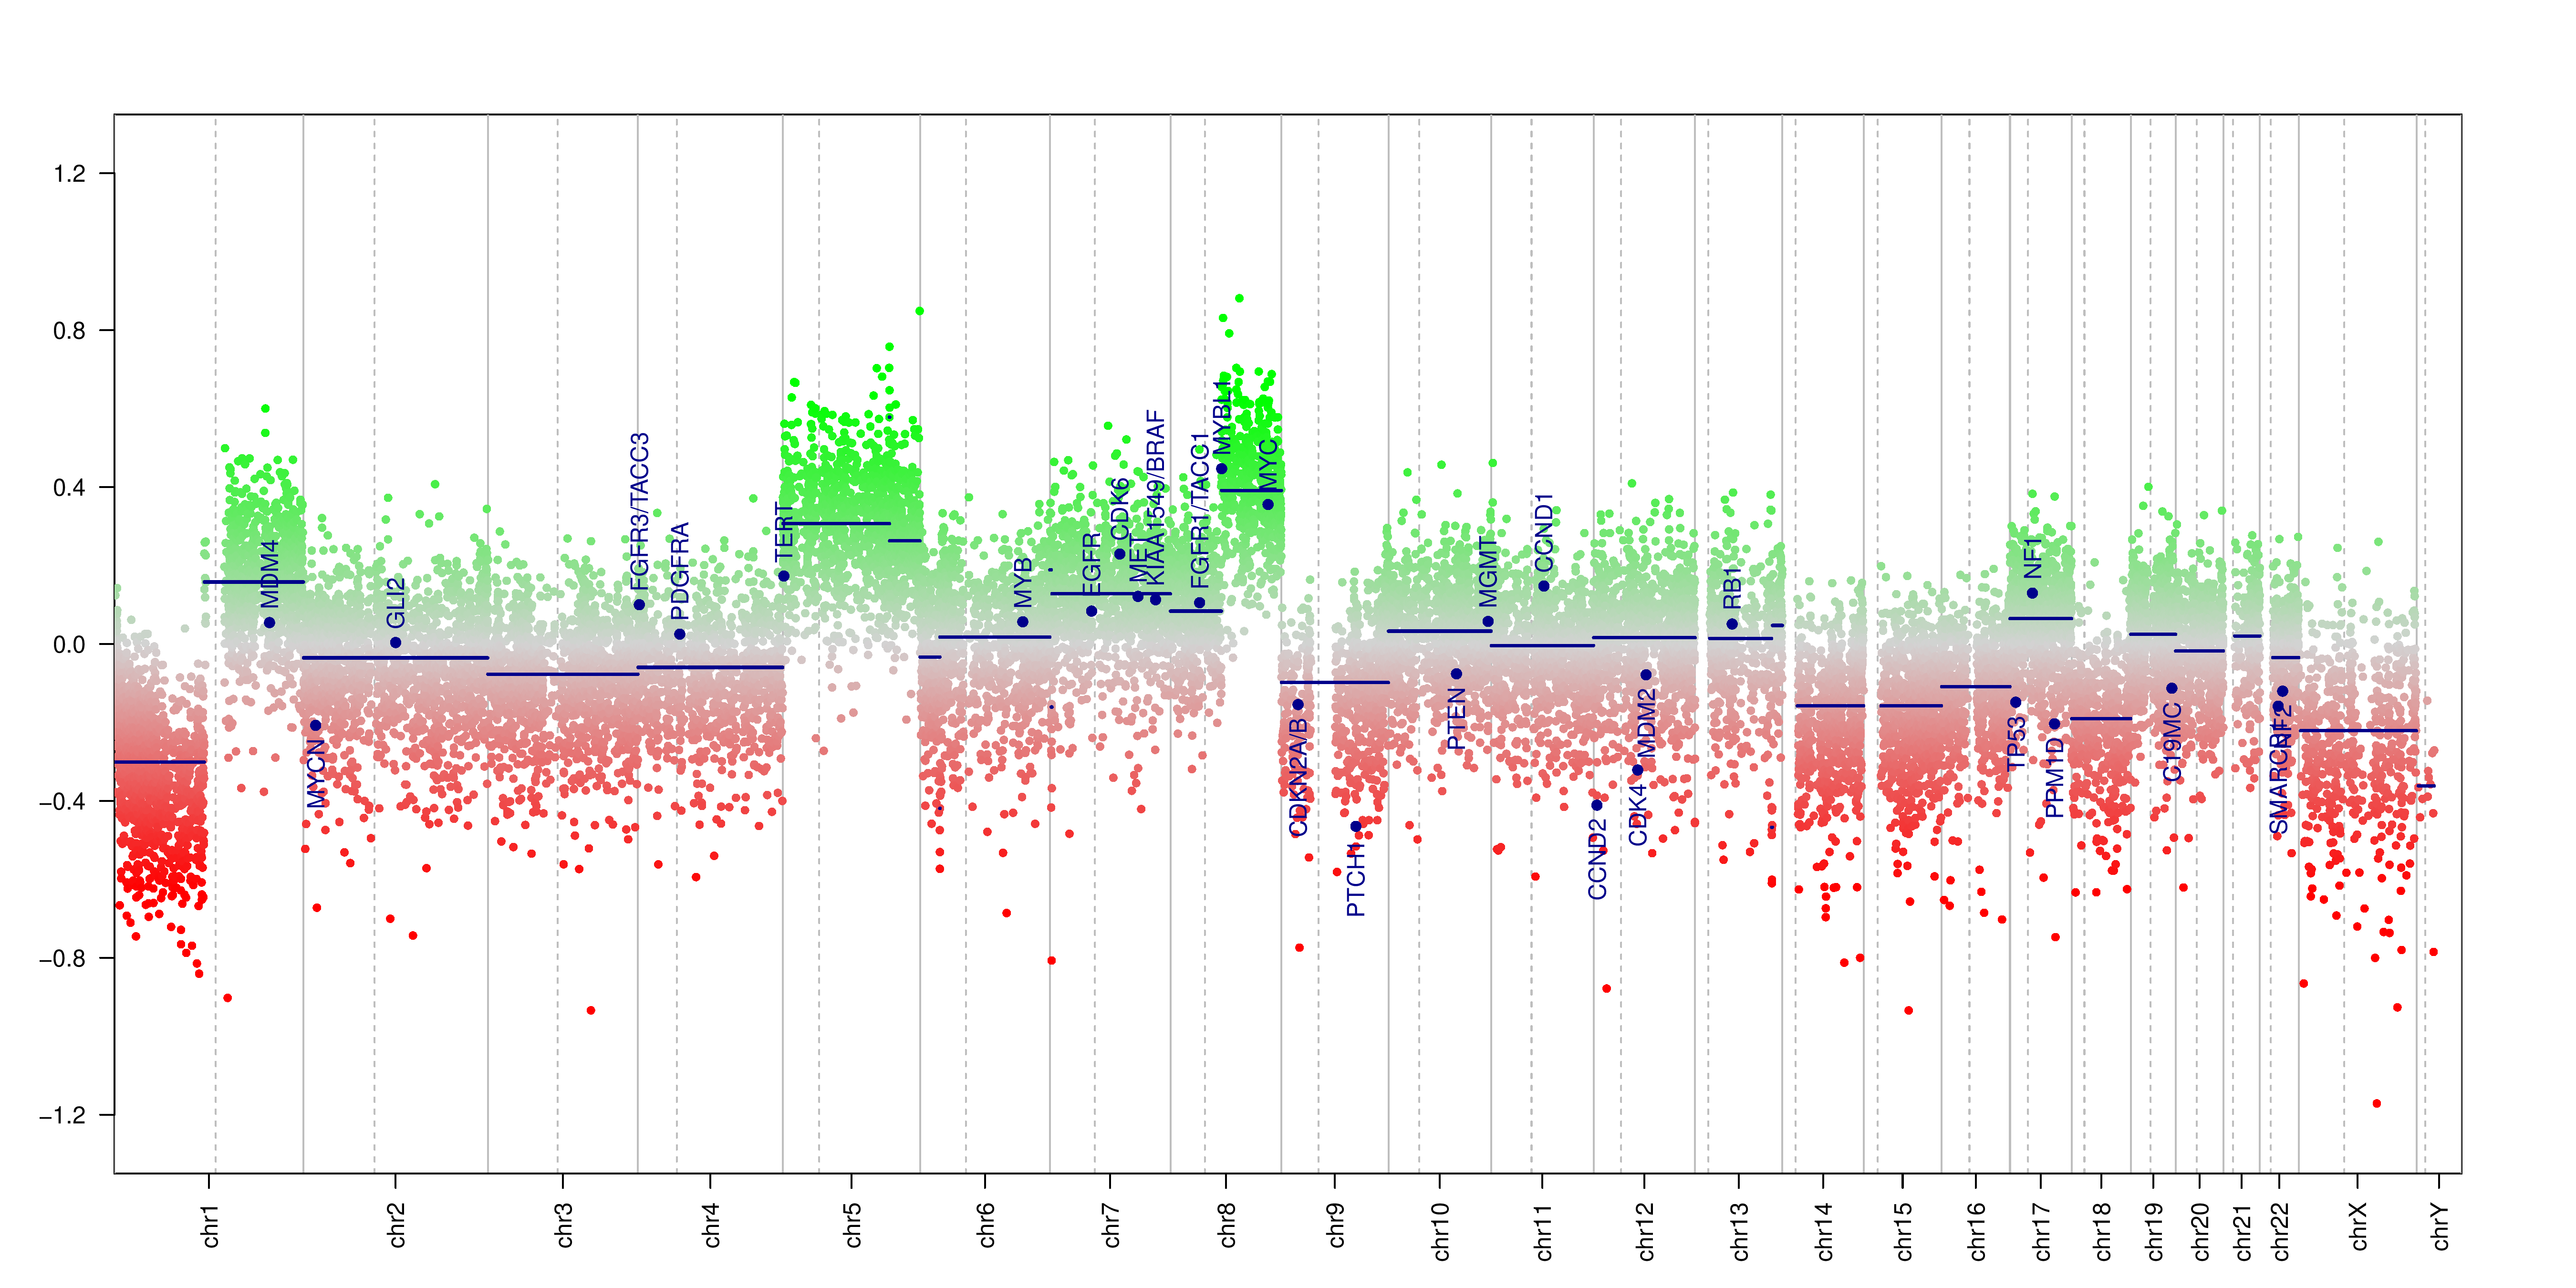 1.2
0.8
0.4
0.0
−0.4
−0.8
−1.2
MDM4
MYCN
GLI2
FGFR3/TACC3
PDGFRA
TERT
MYB
EGFR
CDK6
MET
KIAA1549/BRAF
FGFR1/TACC1
MYBL1
MYC
CDKN2A/B
PTCH1
PTEN
MGMT
CCND1
CCND2
CDK4
MDM2
RB1
TP53
NF1
PPM1D
C19MC
SMARCB1
NF2
chr1
chr2
chr3
chr4
chr5
chr6
chr7
chr8
chr9
chr10
chr11
chr12
chr13
chr14
chr15
chr16
chr17
chr18
chr19
chr20
chr21
chr22
chrX
chrY